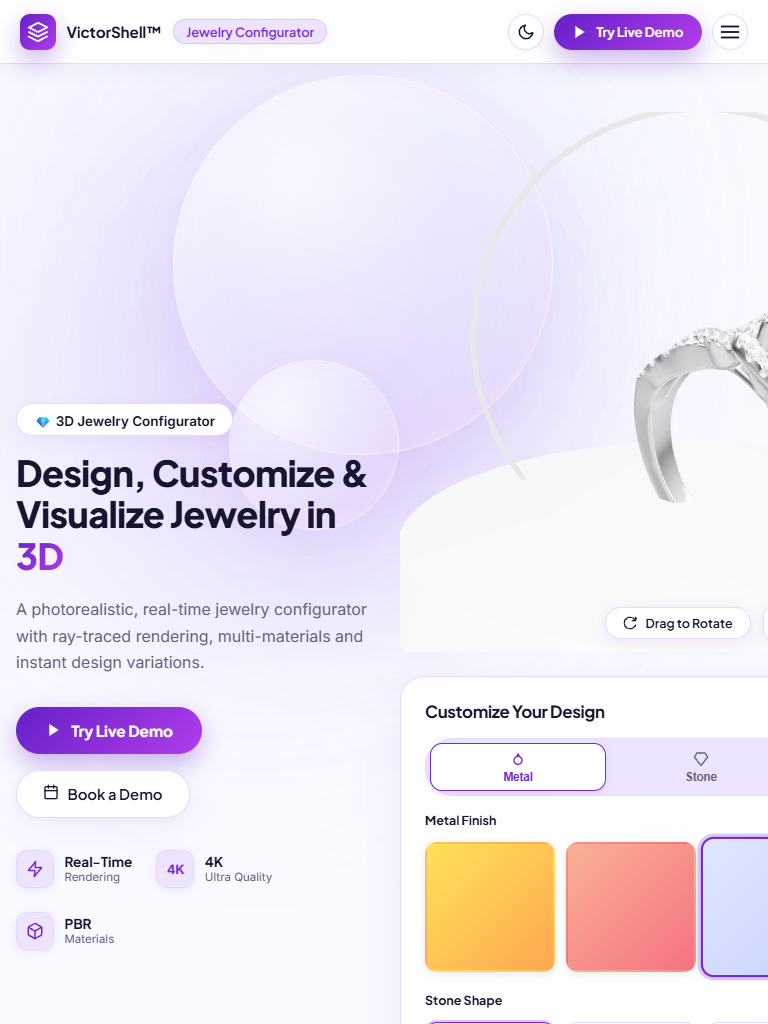 VictorShell™
Jewelry Configurator
Try Live Demo
3D Jewelry Configurator
Design, Customize &
Visualize Jewelry in
3D
A photorealistic, real-time jewelry configurator
with ray-traced rendering, multi-materials and
instant design variations.
Try Live Demo
Book a Demo
Real-Time
Rendering
4K
4K
Ultra Quality
PBR
Materials
Drag to Rotate
Customize Your Design
Metal
Stone
Metal Finish
Stone Shape